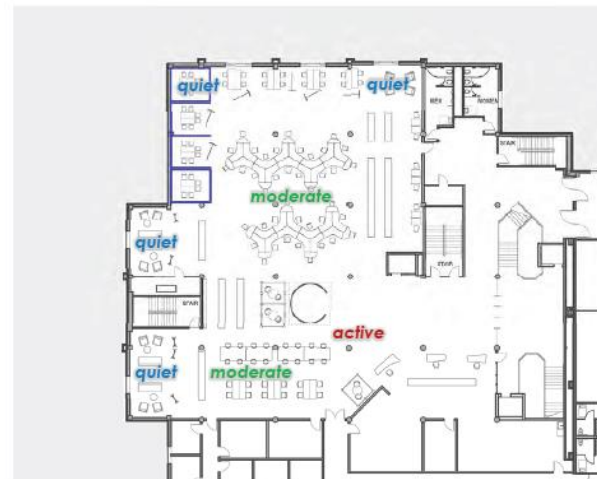 quiet
quiet
MEN
WOMEN
STAIR
moderate
quiet
STAIR
STAIR
active
quiet
moderate